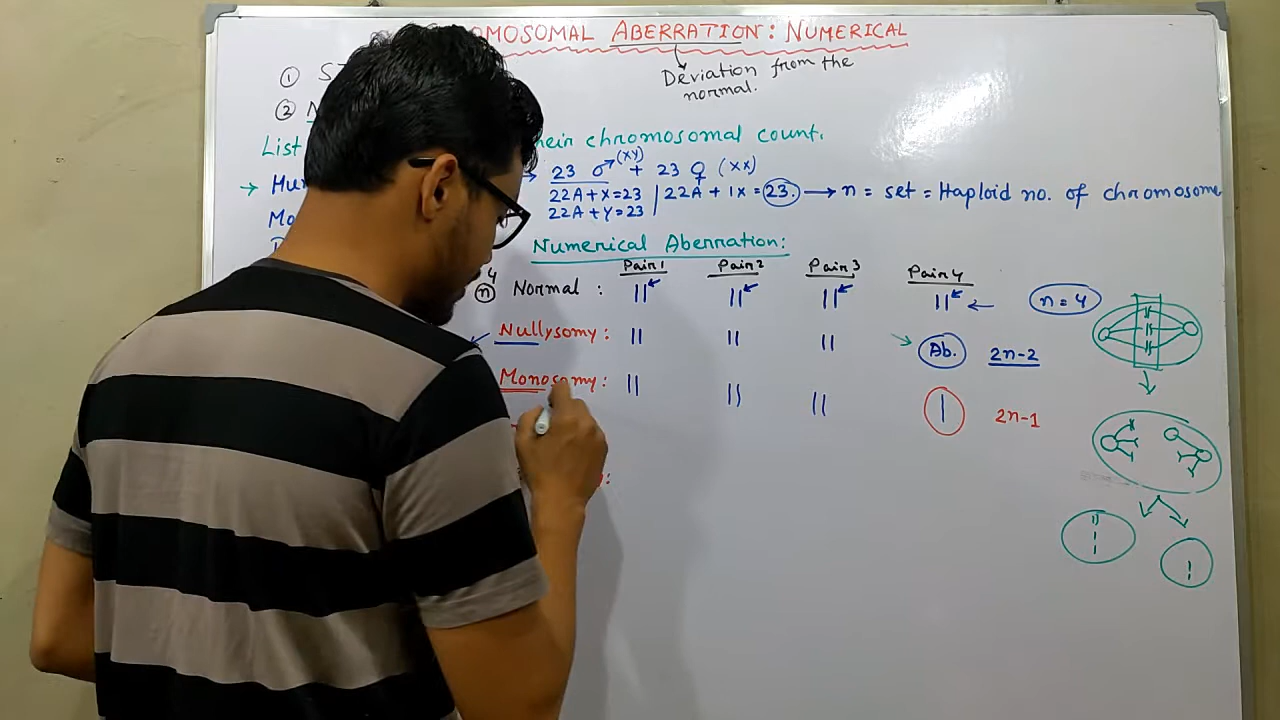 OMOSOMAL ABERRATION: NUMERICAL
① S
Deviation from the
normal.
②
List heir chromosomal count.
→ Hu → 23 ♂ (XY) + 23 ♀ (XX)
22A+X=23 | 22A + 1X = 23. → n = set = Haploid no. of chromosome
Mo 22A+Y=23
Numerical Aberration:
Pair 1 Pair 2 Pair 3 Pair 4
4
n Normal : || || || || ← n = 4
Nullysomy: || || || → Ab. 2n-2
Monosomy: || || || | 2n-1
: